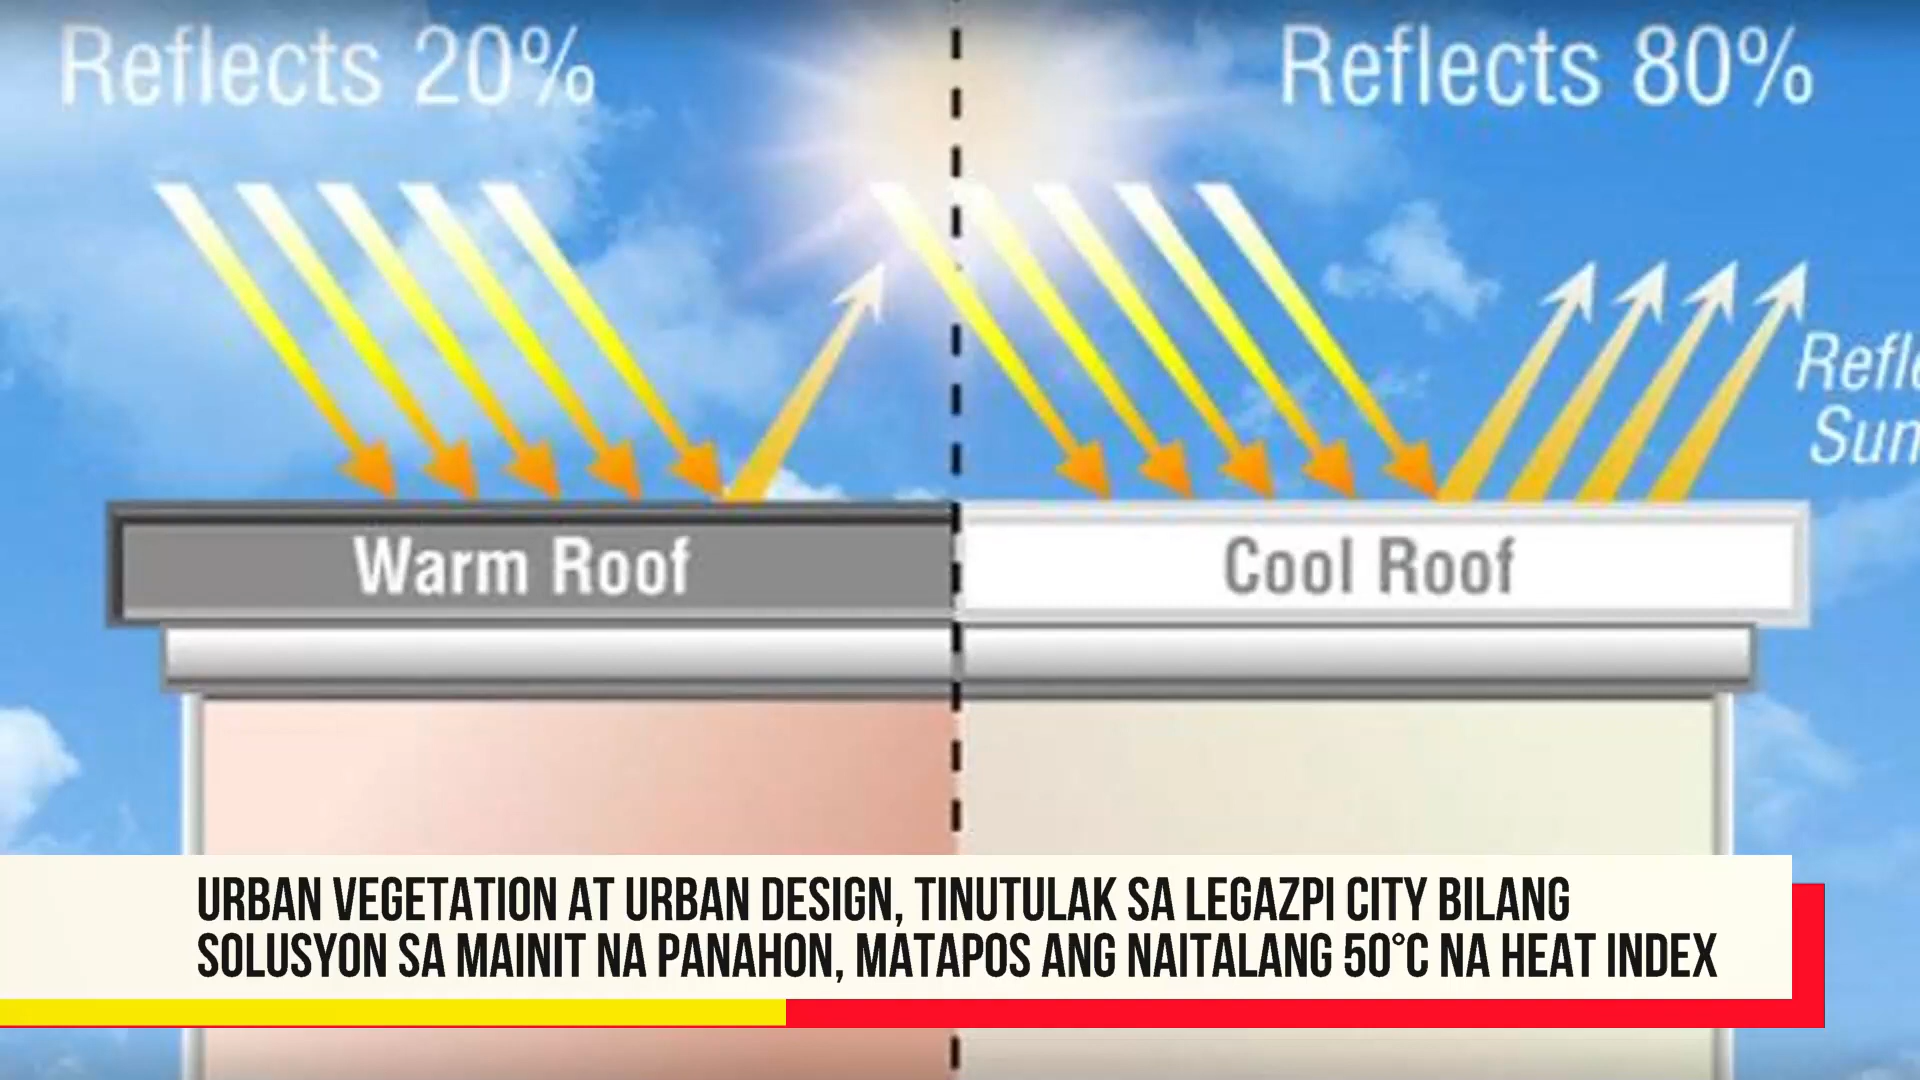 Reflects 20%
Reflects 80%
Warm Roof
Cool Roof
URBAN VEGETATION AT URBAN DESIGN, TINUTULAK SA LEGAZPI CITY BILANG
SOLUSYON SA MAINIT NA PANAHON, MATAPOS ANG NAITALANG 50°C NA HEAT INDEX